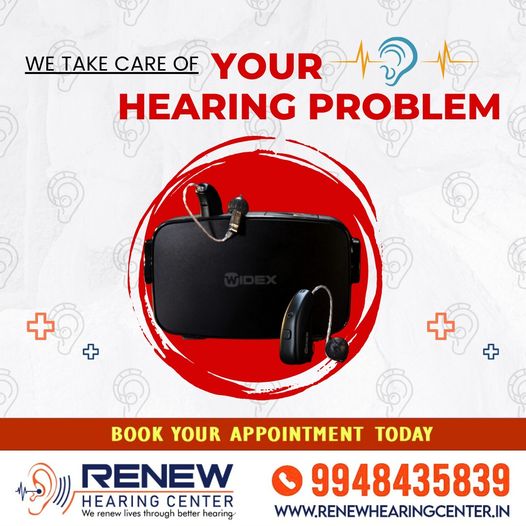 WE TAKE CARE OF YOUR
HEARING PROBLEM
WIDEX
BOOK YOUR APPOINTMENT TODAY
RENEW
HEARING CENTER
We renew lives through better hearing
9948435839
WWW.RENEWHEARINGCENTER.IN